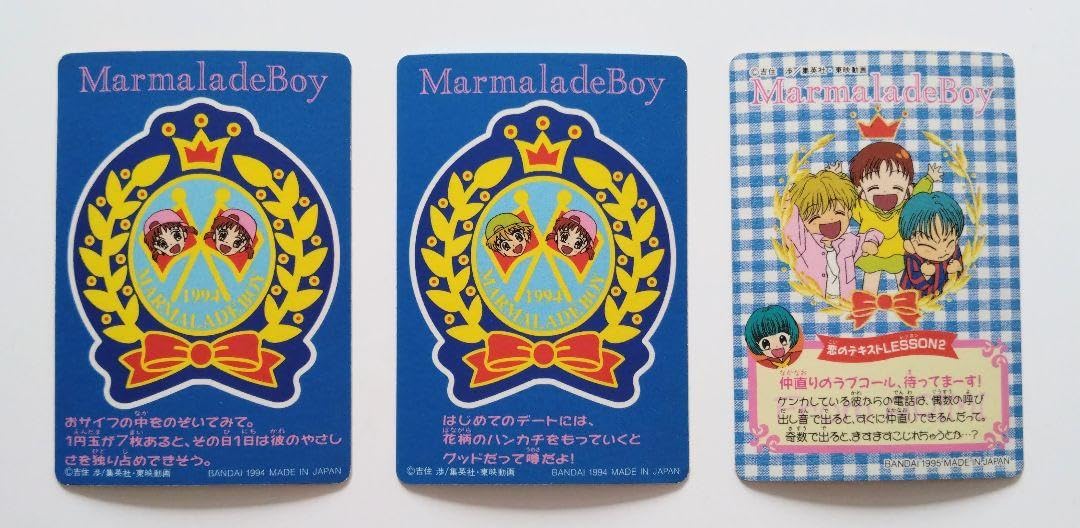 MarmaladeBoy
1994
MARMALADE BOY
おサイフの中をのぞいてみて。
1円玉が7枚あると、その日1日は彼のやさし
さを独り占めできそう。
©吉住 渉/集英社・東映動画
BANDAI 1994 MADE IN JAPAN
MarmaladeBoy
1994
MARMALADE BOY
はじめてのデートには、
花柄のハンカチをもっていくと
グッドだって噂だよ!
©吉住 渉/集英社・東映動画
BANDAI 1994 MADE IN JAPAN
©吉住 渉/集英社・東映動画
MarmaladeBoy
恋のテキストLESSON2
仲直りのラブコール、待ってまーす!
ケンカしている彼からの電話は、偶数の呼び
出し音で出ると、すぐに仲直りできるんだって。
奇数で出ると、ますますこじれちゃうとか…?
BANDAI 1995 MADE IN JAPAN